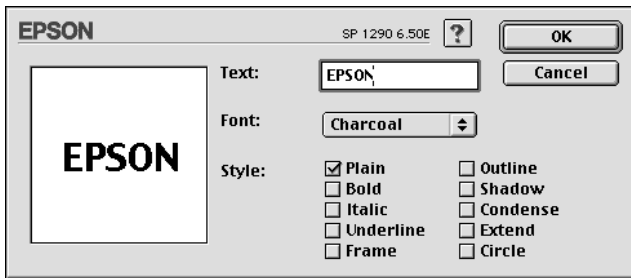 EPSON
SP 1290 6.50E
?
OK
Text:
EPSON
Cancel
Font:
Charcoal
EPSON
Style:
Plain
Outline
Bold
Shadow
Italic
Condense
Underline
Extend
Frame
Circle